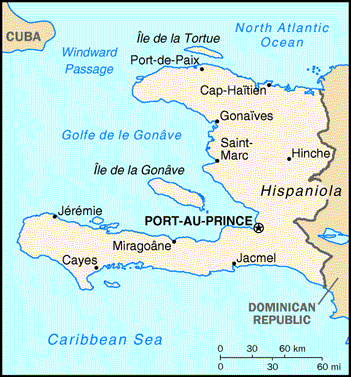 CUBA
Île de la Tortue
North Atlantic
Ocean
Windward
Passage
Port-de-Paix
Cap-Haïtien
Gonaïves
Golfe de le Gonâve
Saint-
Marc
Hinche
Île de la Gonâve
Hispaniola
Jérémie
PORT-AU-PRINCE
Miragoâne
Cayes
Jacmel
DOMINICAN
REPUBLIC
Caribbean Sea
0 30 60 km
0 30 60 mi